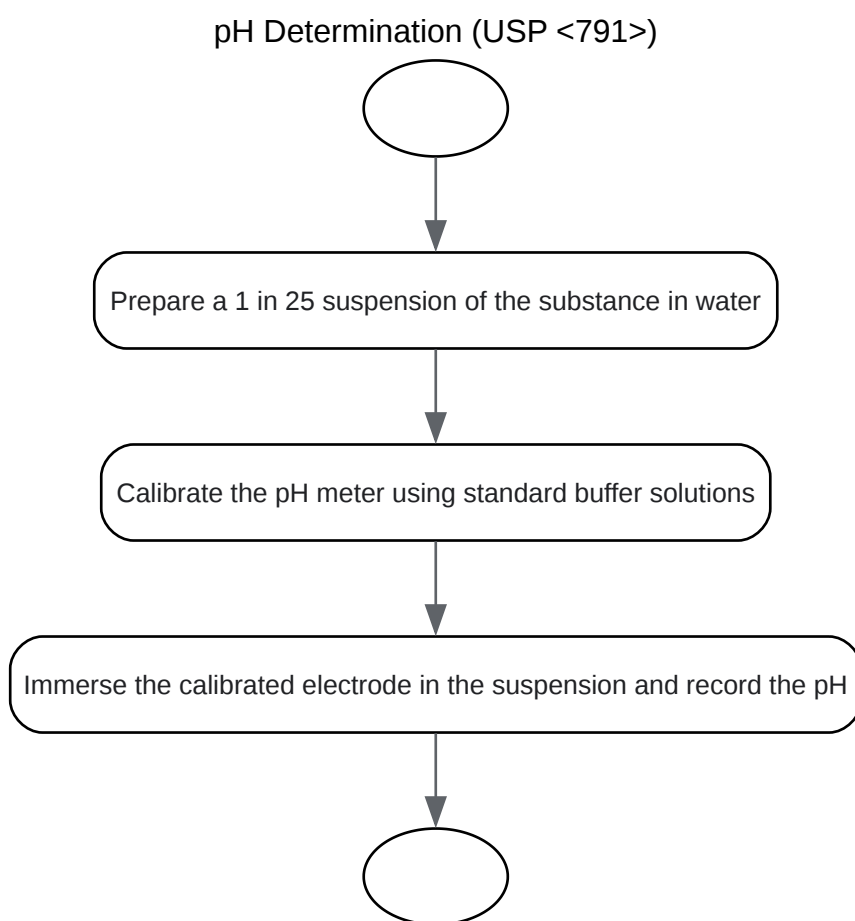 pH Determination (USP <791>)
Prepare a 1 in 25 suspension of the substance in water
Calibrate the pH meter using standard buffer solutions
Immerse the calibrated electrode in the suspension and record the pH